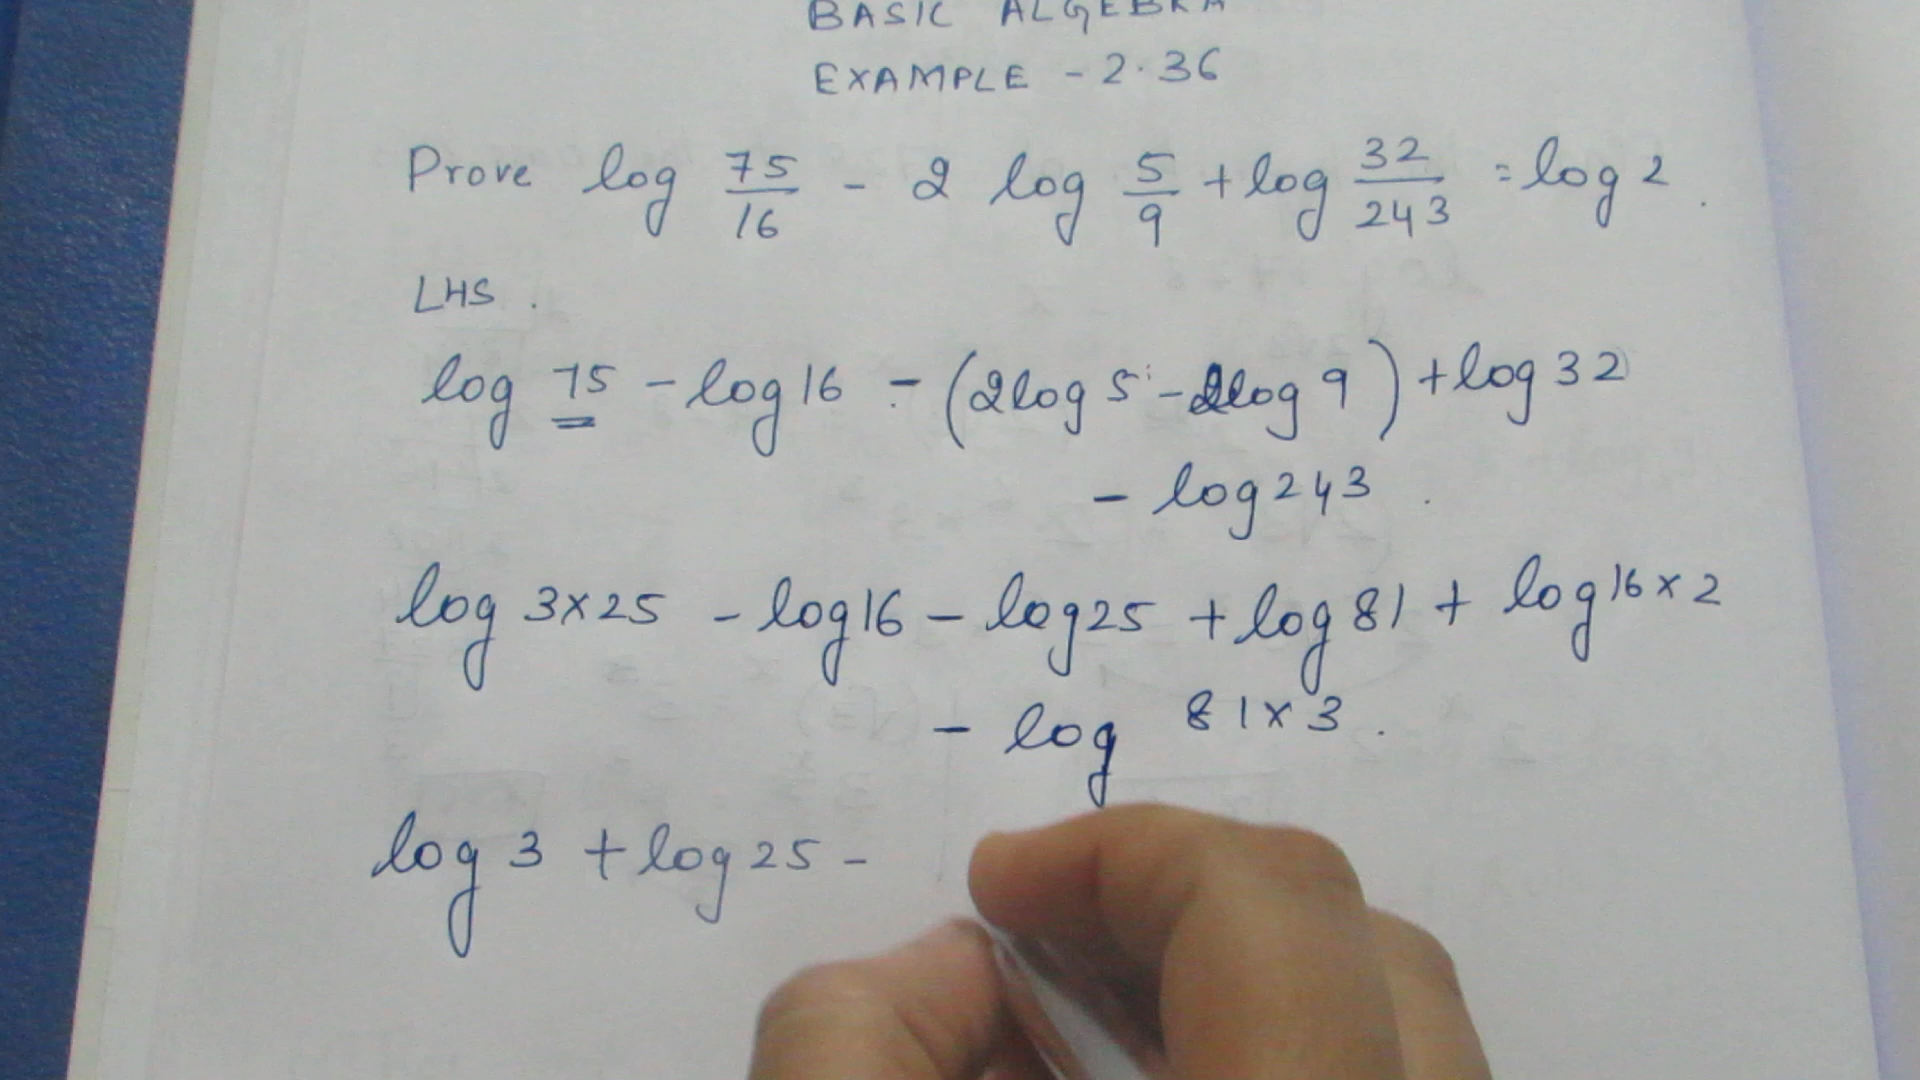 BASIC ALGEBRA
EXAMPLE - 2.36
Prove log 75/16 - 2 log 5/9 + log 32/243 = log 2.
LHS.
log 75 - log 16 - (2log 5 - 2log 9) + log 32
- log 243.
log 3×25 - log 16 - log 25 + log 81 + log 16×2
- log 81×3.
log 3 + log 25 -